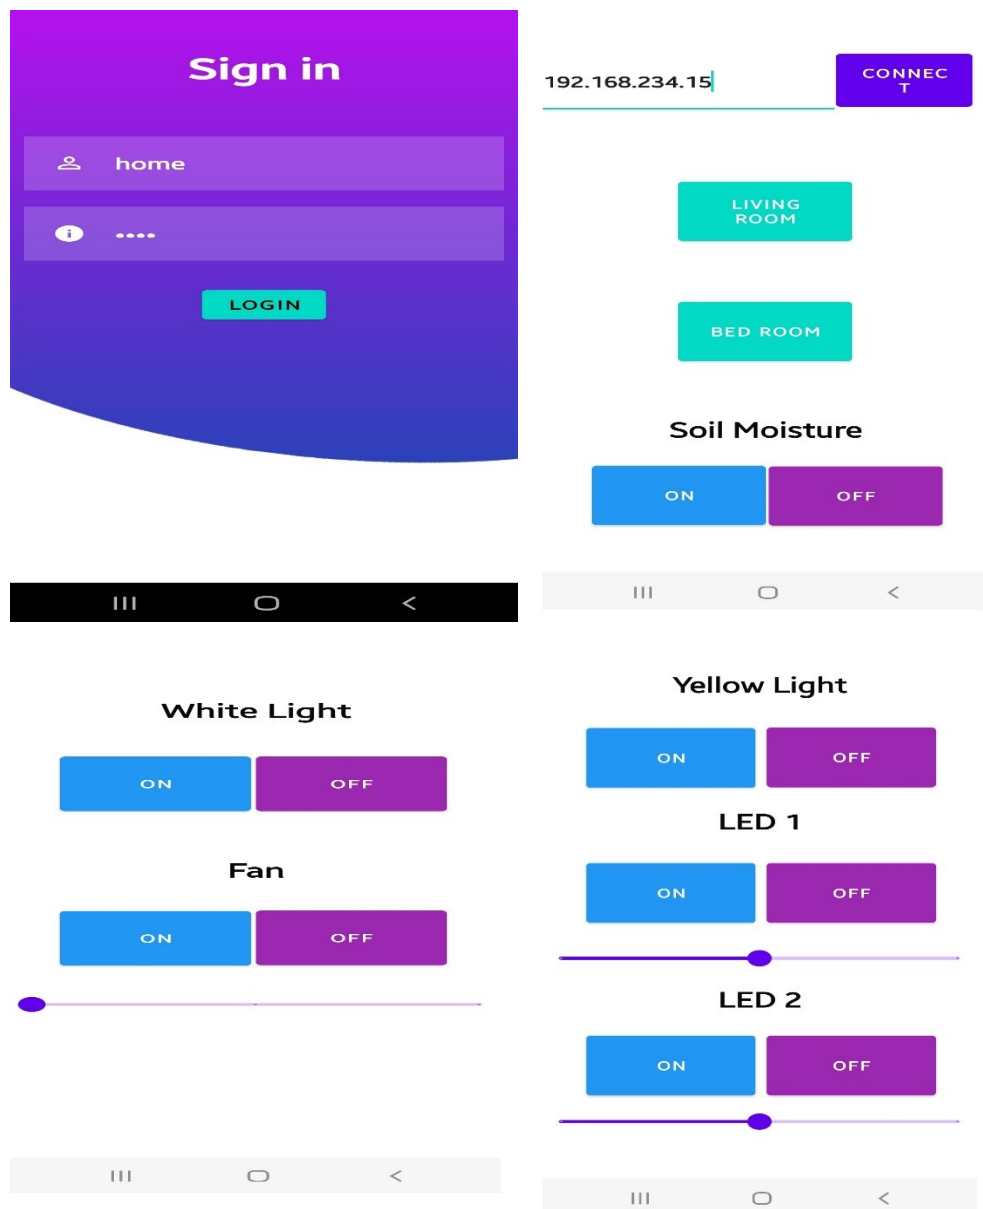 Sign in
home
••••
LOGIN
192.168.234.15
CONNEC
T
LIVING
ROOM
BED ROOM
Soil Moisture
ON OFF
White Light
ON OFF
Fan
ON OFF
Yellow Light
ON OFF
LED 1
ON OFF
LED 2
ON OFF